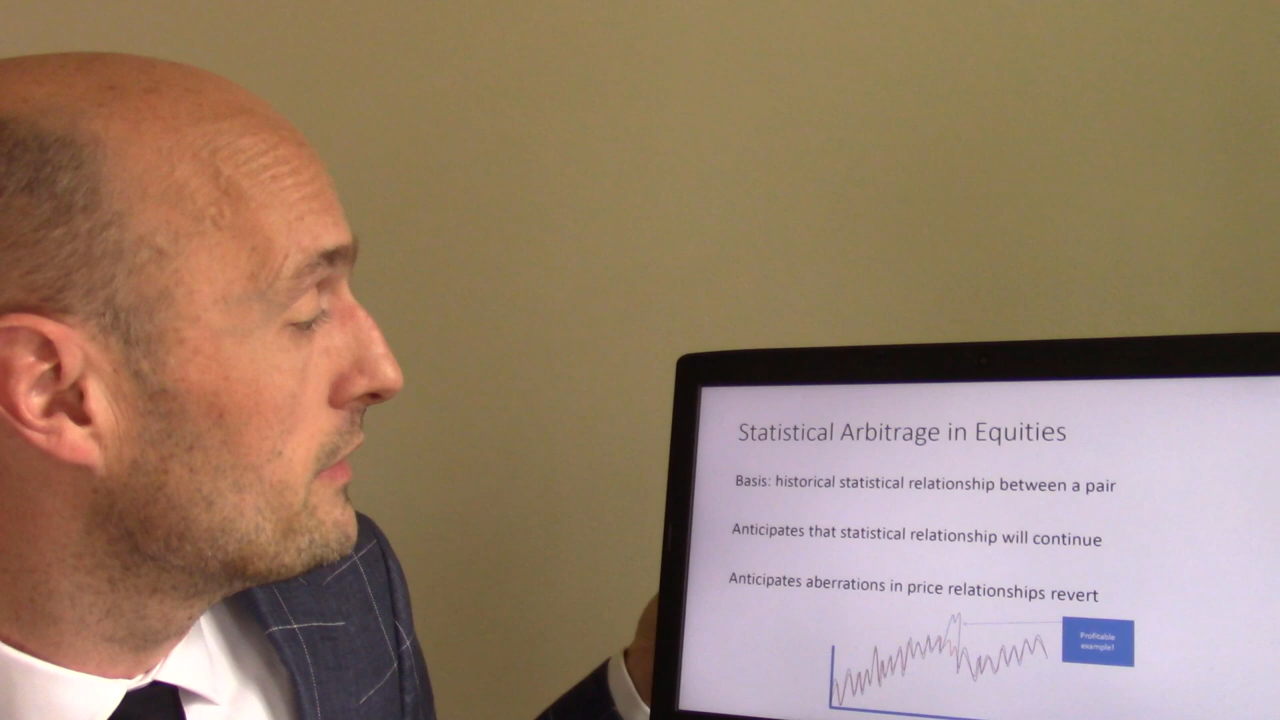 Statistical Arbitrage in Equities
Basis: historical statistical relationship between a pair
Anticipates that statistical relationship will continue
Anticipates aberrations in price relationships revert
Profitable
example!